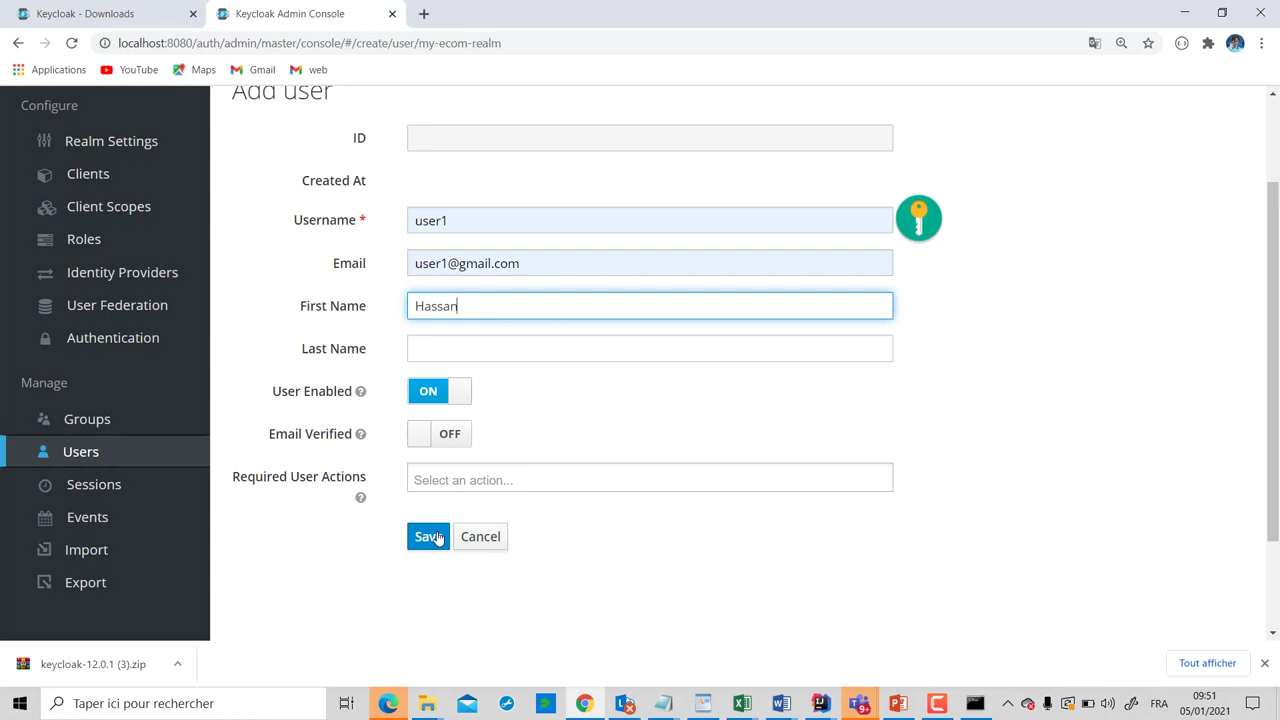 Keycloak - Downloads
Keycloak Admin Console
localhost:8080/auth/admin/master/console/#/create/user/my-ecom-realm
Applications YouTube Maps Gmail web
Add user
Configure
Realm Settings
Clients
Client Scopes
Roles
Identity Providers
User Federation
Authentication
Manage
Groups
Users
Sessions
Events
Import
Export
ID
Created At
Username * user1
Email user1@gmail.com
First Name Hassan
Last Name
User Enabled ON
Email Verified OFF
Required User Actions Select an action...
Save Cancel
keycloak-12.0.1 (3).zip
Tout afficher
Taper ici pour rechercher
FRA
09:51
05/01/2021